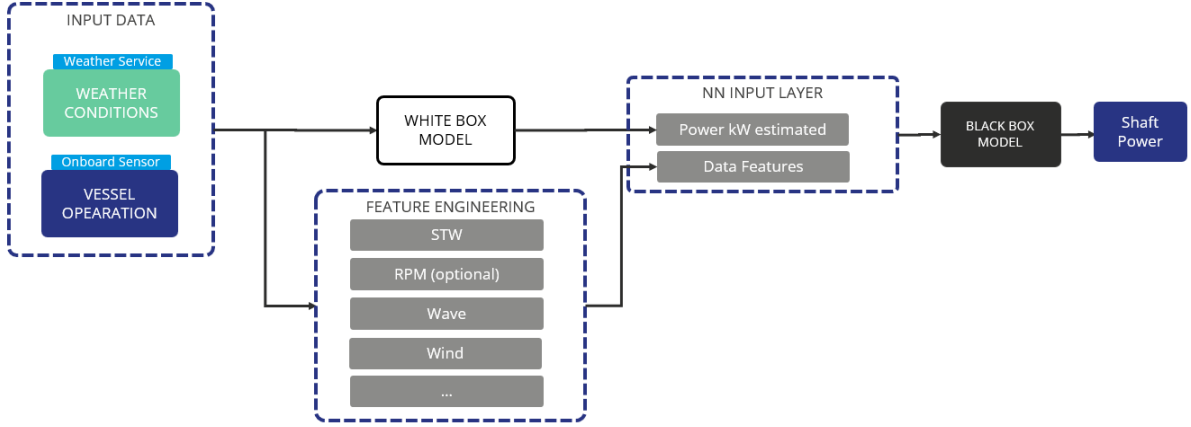 INPUT DATA
Weather Service
WEATHER
CONDITIONS
Onboard Sensor
VESSEL
OPEARATION
WHITE BOX
MODEL
FEATURE ENGINEERING
STW
RPM (optional)
Wave
Wind
...
NN INPUT LAYER
Power kW estimated
Data Features
BLACK BOX
MODEL
Shaft
Power